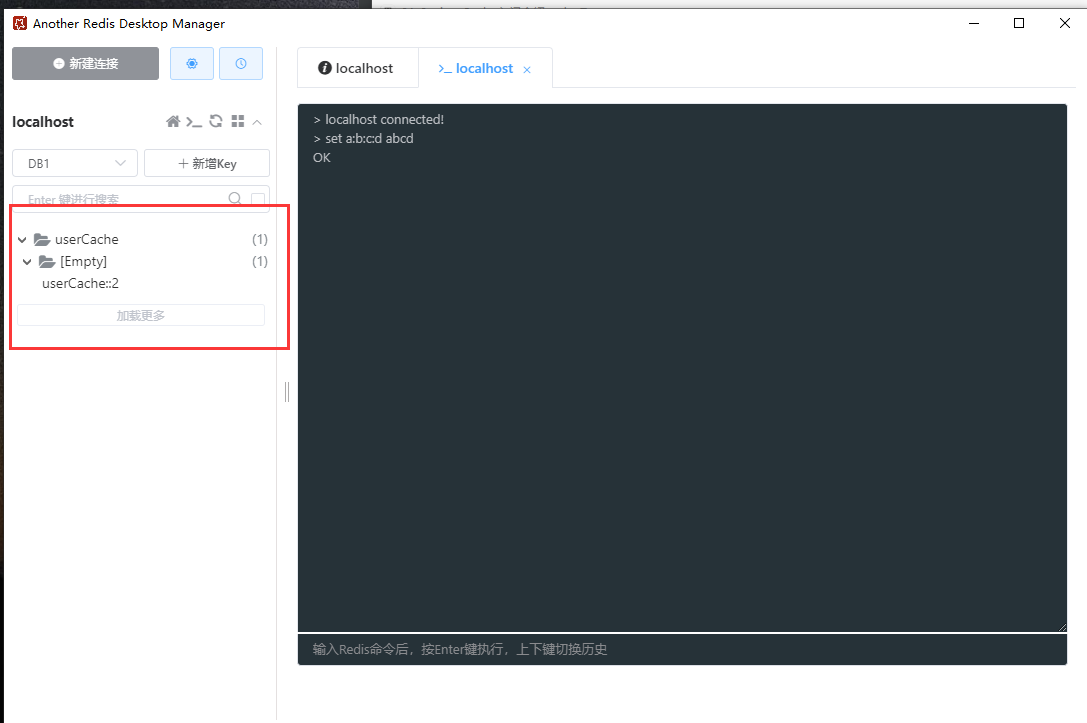 Another Redis Desktop Manager
新建连接
localhost
localhost
localhost
DB1
新增Key
Enter 键进行搜索
userCache
(1)
[Empty]
(1)
userCache::2
加载更多
> localhost connected!
> set a:b:c:d abcd
OK
输入Redis命令后，按Enter键执行，上下键切换历史